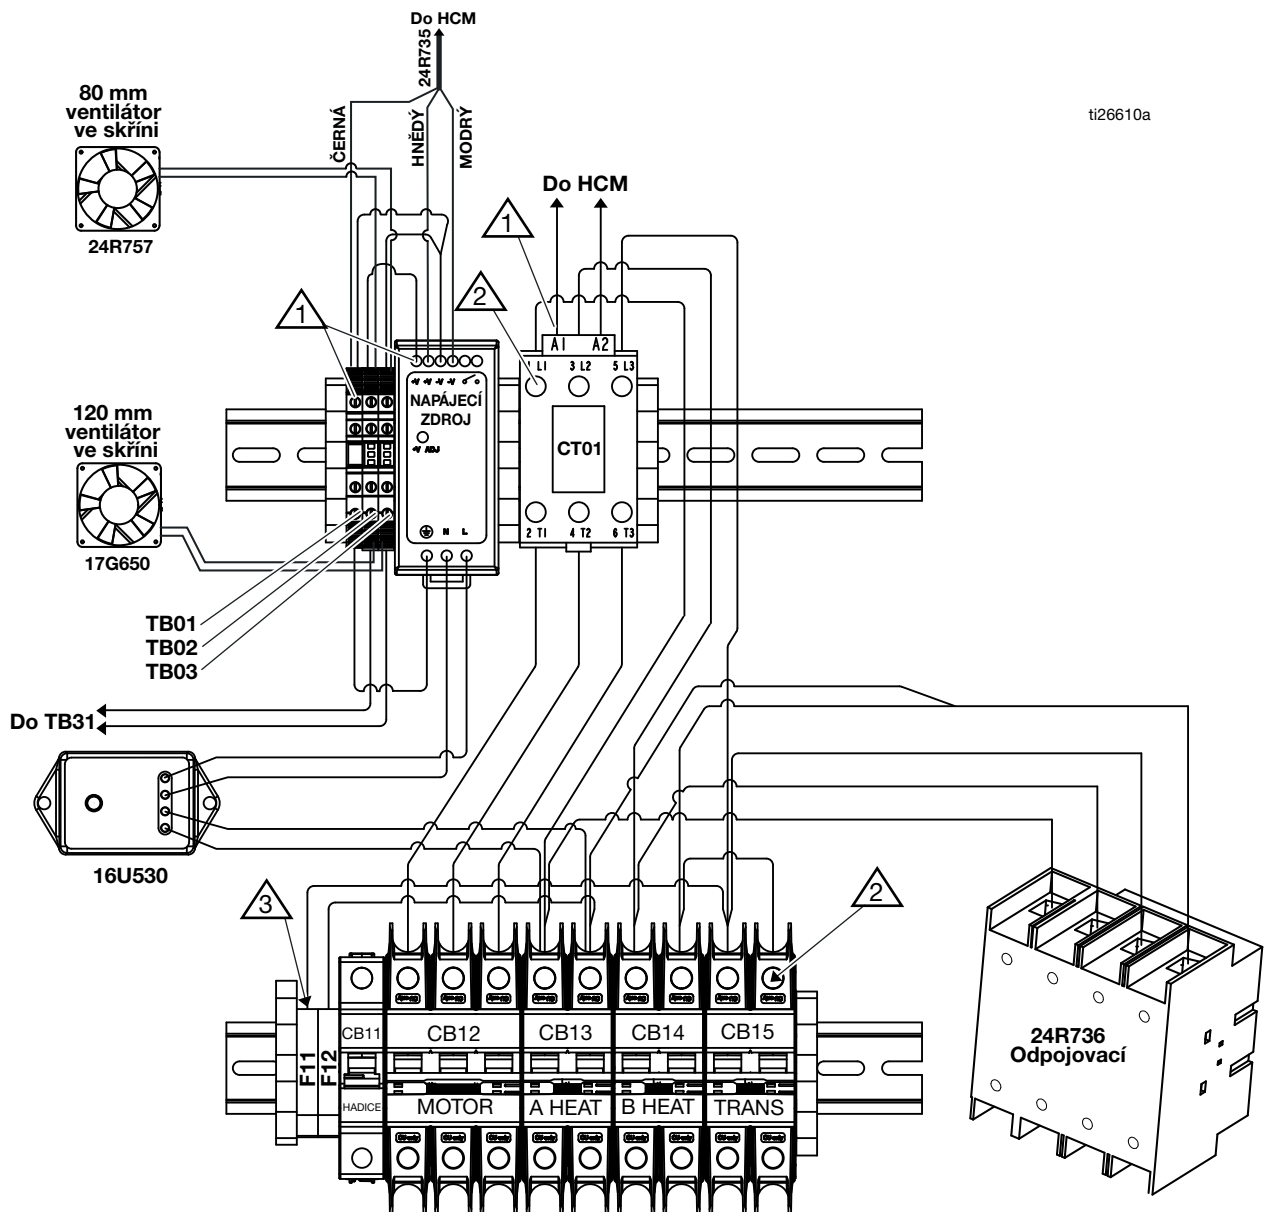 Do HCM
24R735
80 mm
ventilátor
ve skříni
24R757
ČERNÁ
HNĚDÝ
MODRÝ
ti26610a
Do HCM
1
2
1
A1 A2
1 L1 3 L2 5 L3
+V +V -V -V
NAPÁJECÍ
ZDROJ
+V ADJ
CT01
120 mm
ventilátor
ve skříni
17G650
N L
2 T1 4 T2 6 T3
TB01
TB02
TB03
Do TB31
16U530
3
2
F11
F12
CB11
CB12
CB13
CB14
CB15
HADICE
MOTOR
A HEAT
B HEAT
TRANS
24R736
Odpojovací